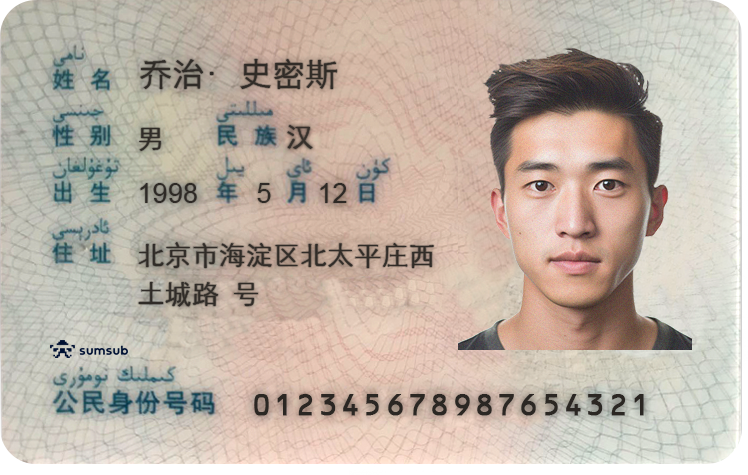 نامى
姓 名 乔治· 史密斯
جىنسى مىللىتى
性 别 男 民 族 汉
تۇغۇلغان يىل ئاي كۈن
出 生 1998 年 5 月 12 日
ئادرېسى
住 址 北京市海淀区北太平庄西
土城路 号
sumsub
كىملىك نومۇرى
公民身份号码 012345678987654321